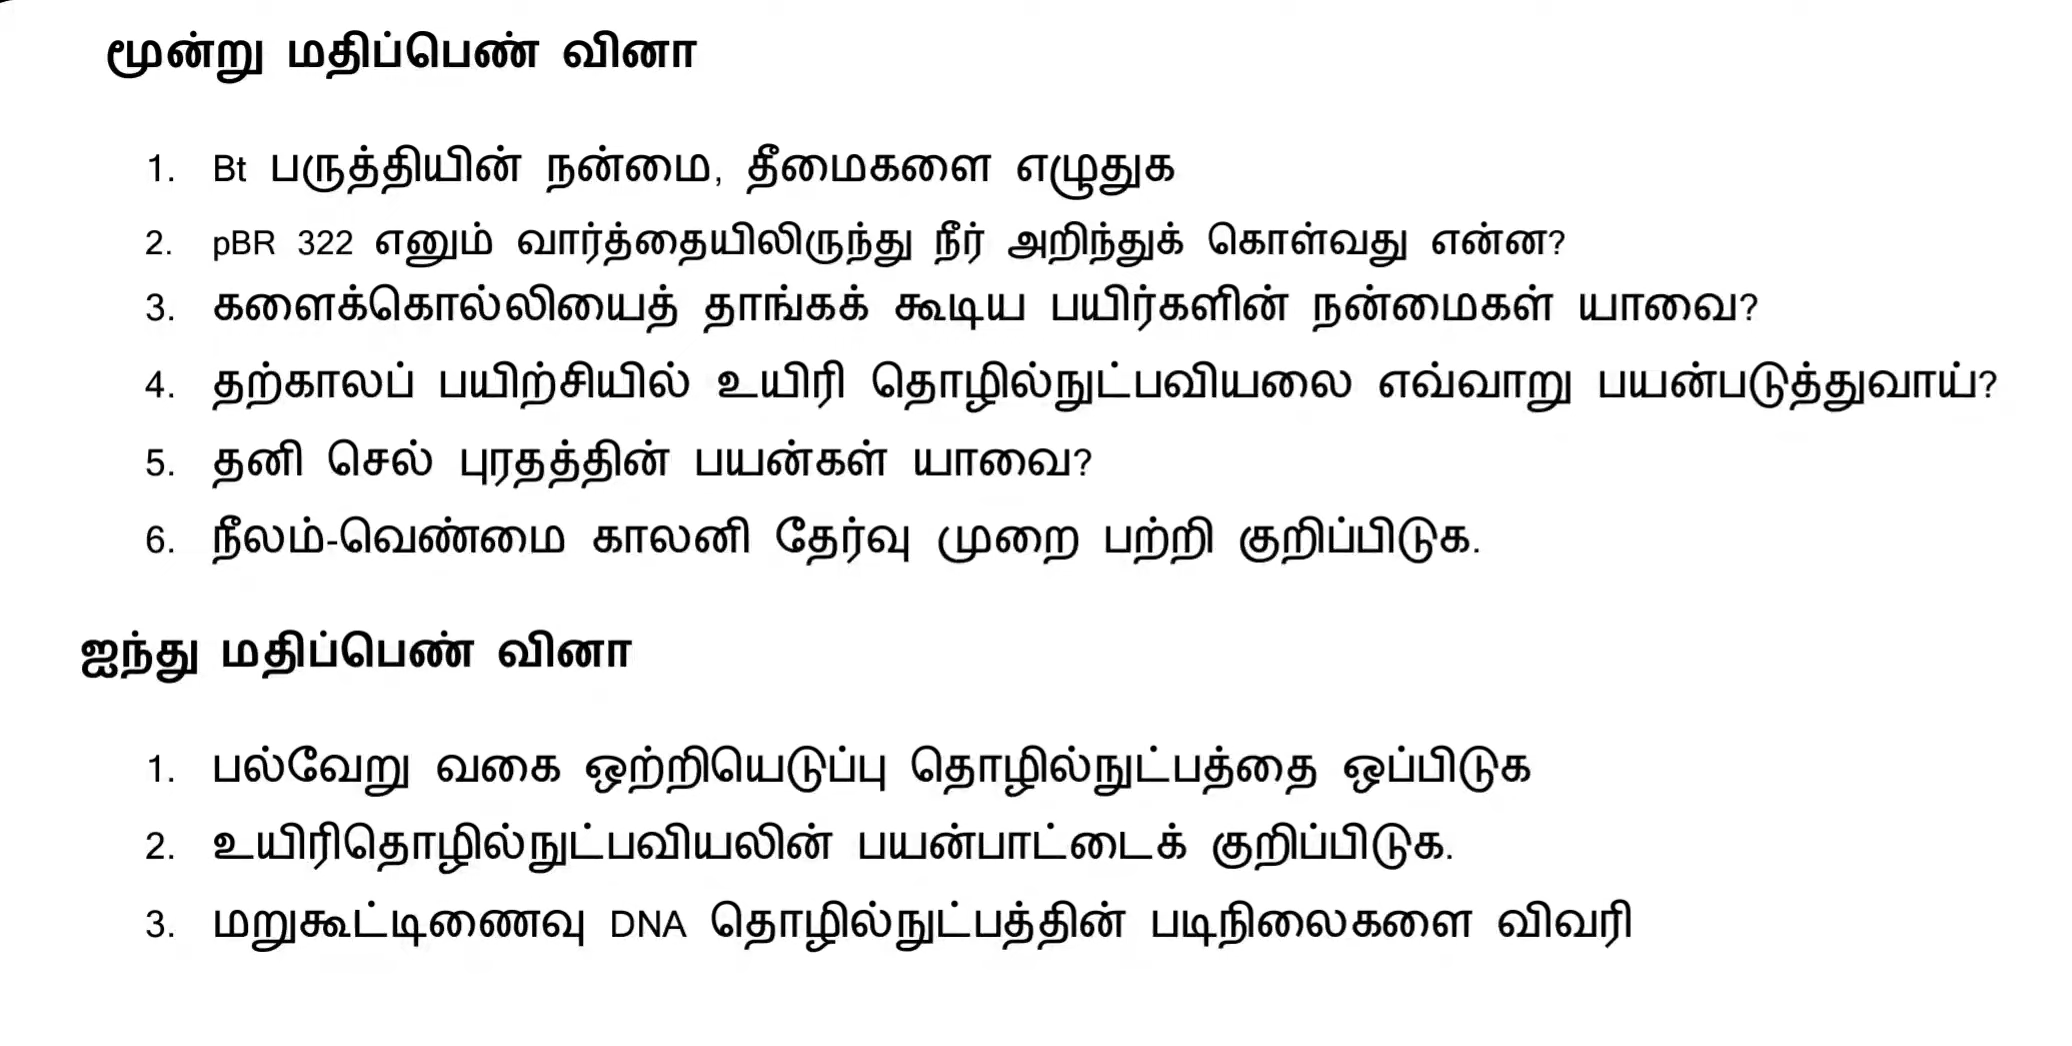 மூன்று மதிப்பெண் வினா
1. Bt பருத்தியின் நன்மை, தீமைகளை எழுதுக
2. pBR 322 எனும் வார்த்தையிலிருந்து நீர் அறிந்துக் கொள்வது என்ன?
3. களைக்கொல்லியைத் தாங்கக் கூடிய பயிர்களின் நன்மைகள் யாவை?
4. தற்காலப் பயிற்சியில் உயிரி தொழில்நுட்பவியலை எவ்வாறு பயன்படுத்துவாய்?
5. தனி செல் புரதத்தின் பயன்கள் யாவை?
6. நீலம்-வெண்மை காலனி தேர்வு முறை பற்றி குறிப்பிடுக.
ஐந்து மதிப்பெண் வினா
1. பல்வேறு வகை ஒற்றியெடுப்பு தொழில்நுட்பத்தை ஒப்பிடுக
2. உயிரிதொழில்நுட்பவியலின் பயன்பாட்டைக் குறிப்பிடுக.
3. மறுகூட்டிணைவு DNA தொழில்நுட்பத்தின் படிநிலைகளை விவரி